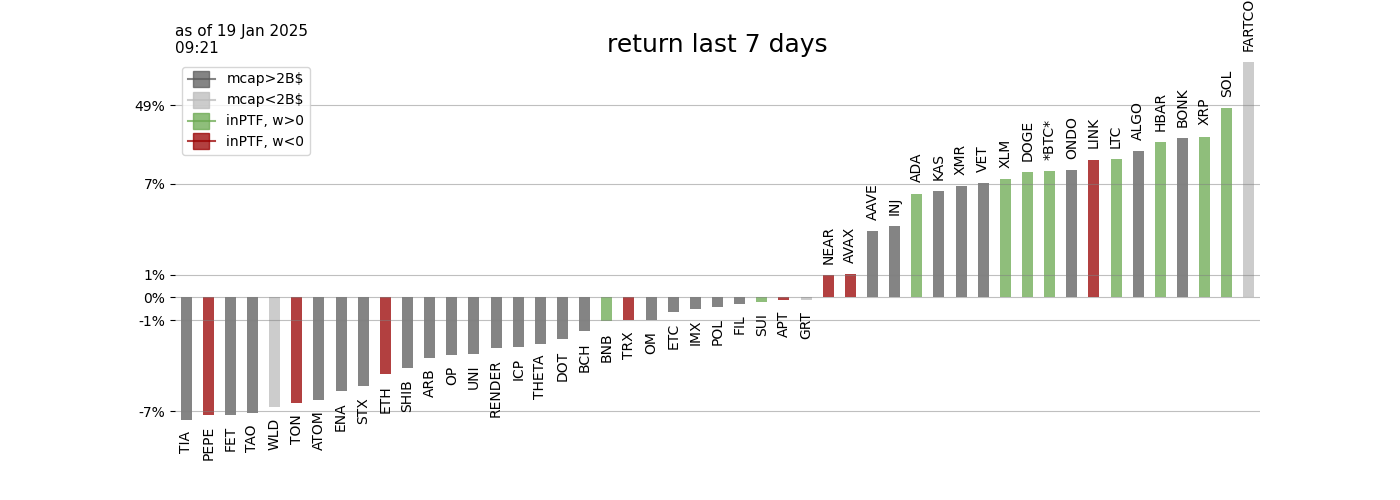 as of 19 Jan 2025
09:21
return last 7 days
mcap>2B$
mcap<2B$
inPTF, w>0
inPTF, w<0
49%
7%
1%
0%
-1%
-7%
TIA
PEPE
FET
TAO
WLD
TON
ATOM
ENA
STX
ETH
SHIB
ARB
OP
UNI
RENDER
ICP
THETA
DOT
BCH
BNB
TRX
OM
ETC
IMX
POL
FIL
SUI
APT
GRT
NEAR
AVAX
AAVE
INJ
ADA
KAS
XMR
VET
XLM
DOGE
*BTC*
ONDO
LINK
LTC
ALGO
HBAR
BONK
XRP
SOL
FARTCO